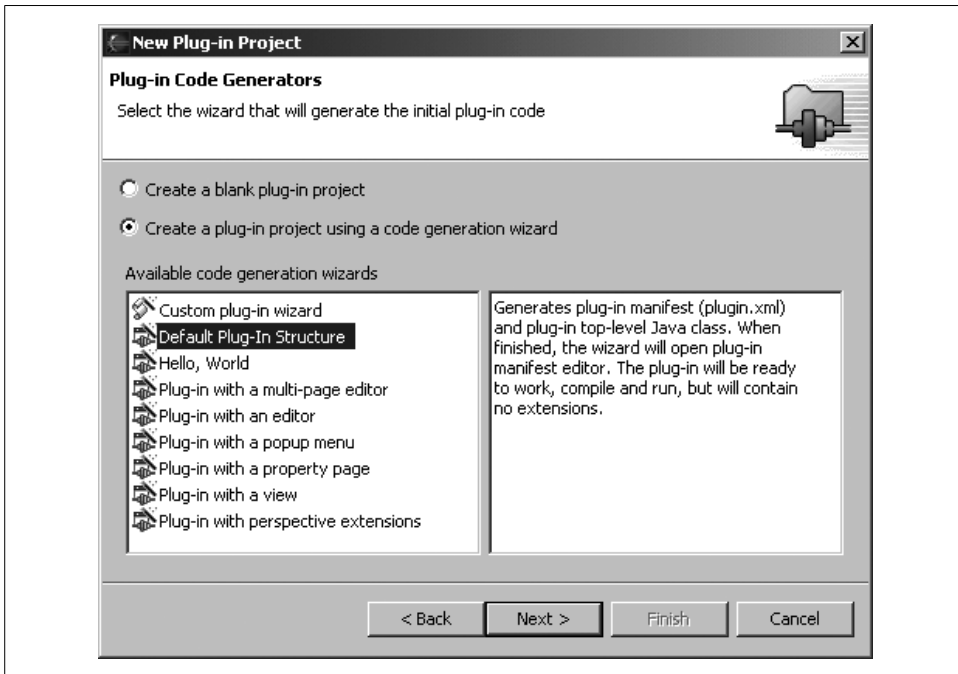 New Plug-in Project
Plug-in Code Generators
Select the wizard that will generate the initial plug-in code
Create a blank plug-in project
Create a plug-in project using a code generation wizard
Available code generation wizards
Custom plug-in wizard
Default Plug-In Structure
Hello, World
Plug-in with a multi-page editor
Plug-in with an editor
Plug-in with a popup menu
Plug-in with a property page
Plug-in with a view
Plug-in with perspective extensions
Generates plug-in manifest (plugin.xml)
and plug-in top-level Java class. When
finished, the wizard will open plug-in
manifest editor. The plug-in will be ready
to work, compile and run, but will contain
no extensions.
< Back
Next >
Finish
Cancel